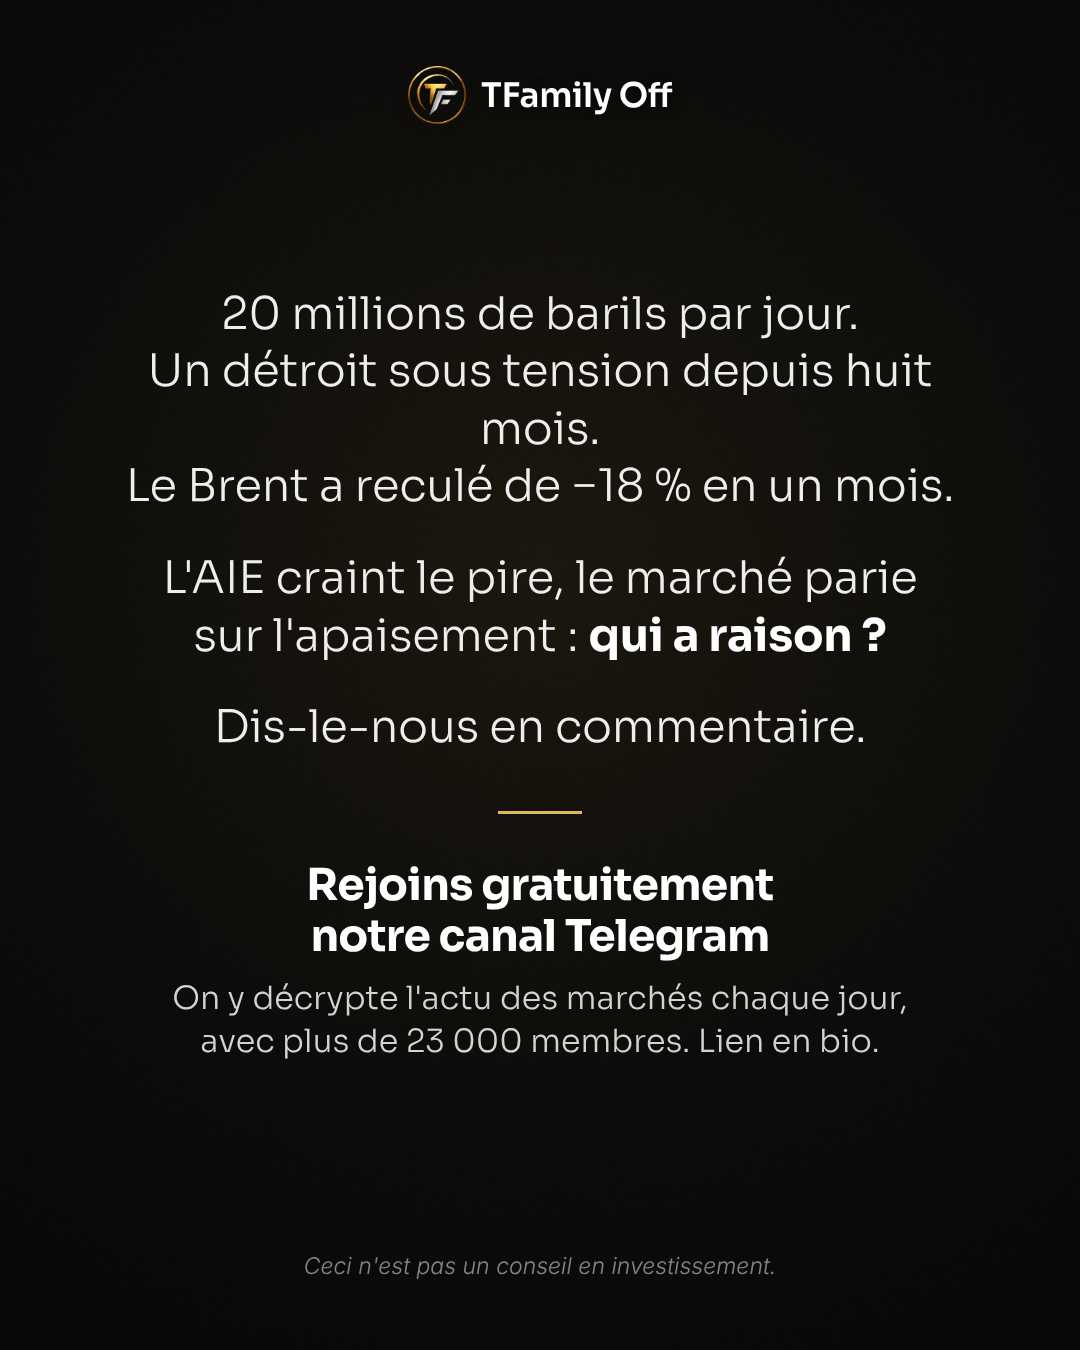 TFamily Off
20 millions de barils par jour.
Un détroit sous tension depuis huit
mois.
Le Brent a reculé de −18 % en un mois.
L'AIE craint le pire, le marché parie
sur l'apaisement : qui a raison ?
Dis-le-nous en commentaire.
Rejoins gratuitement
notre canal Telegram
On y décrypte l'actu des marchés chaque jour,
avec plus de 23 000 membres. Lien en bio.
Ceci n'est pas un conseil en investissement.